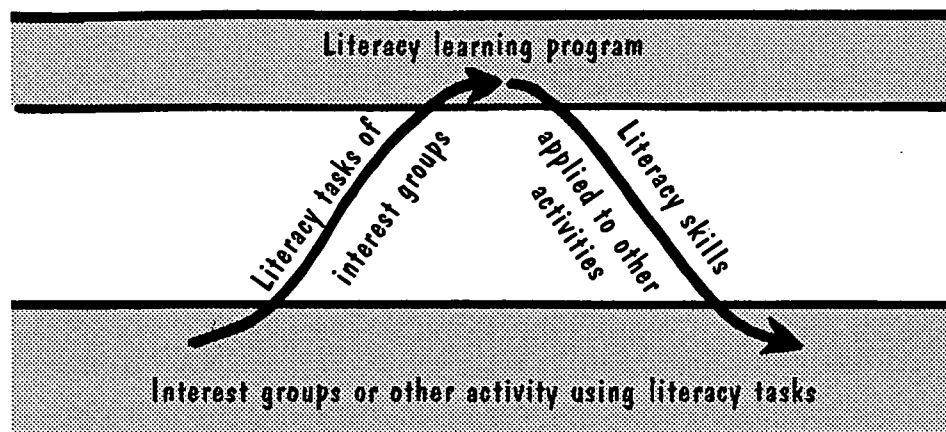 Literacy learning program
Literacy tasks of
interest groups
Literacy skills
applied to other
activities
Interest groups or other activity using literacy tasks